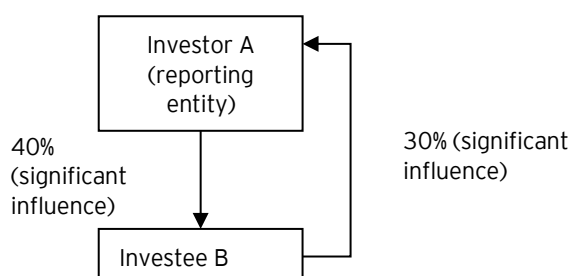 Investor A
(reporting
entity)
40%
(significant
influence)
30% (significant
influence)
Investee B